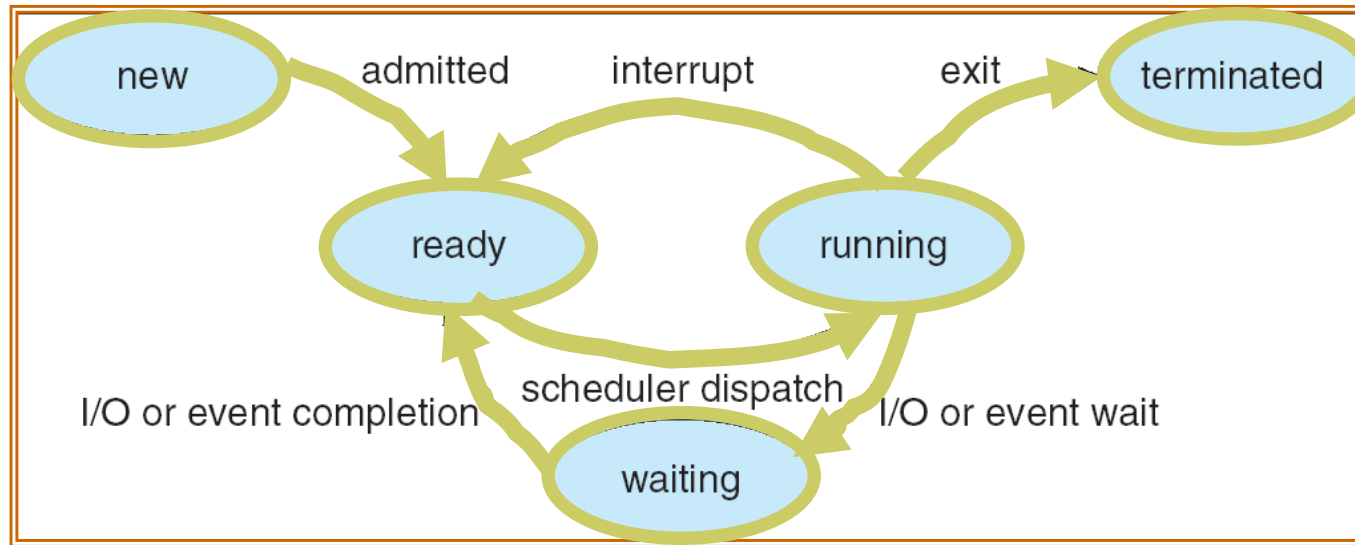 new
admitted
interrupt
exit
terminated
ready
running
scheduler dispatch
I/O or event completion
I/O or event wait
waiting